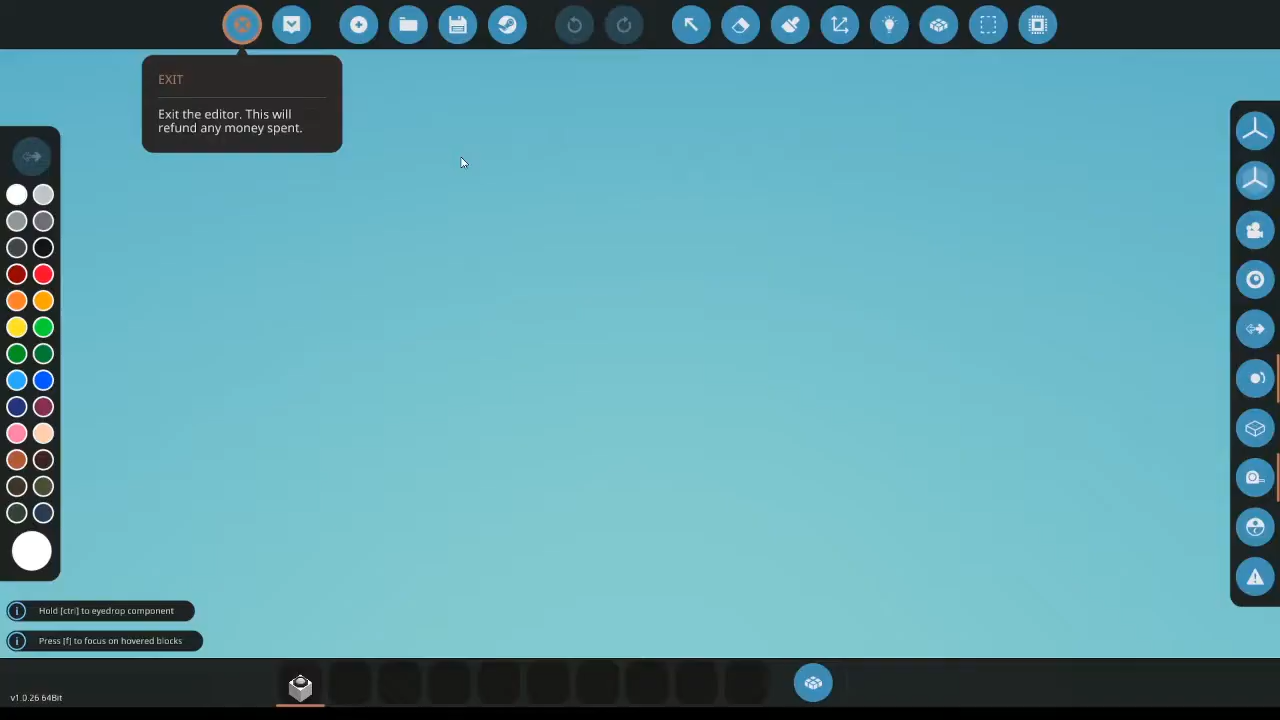 EXIT
Exit the editor. This will
refund any money spent.
Hold [ctrl] to eyedrop component
Press [f] to focus on hovered blocks
v1.0.26 64Bit